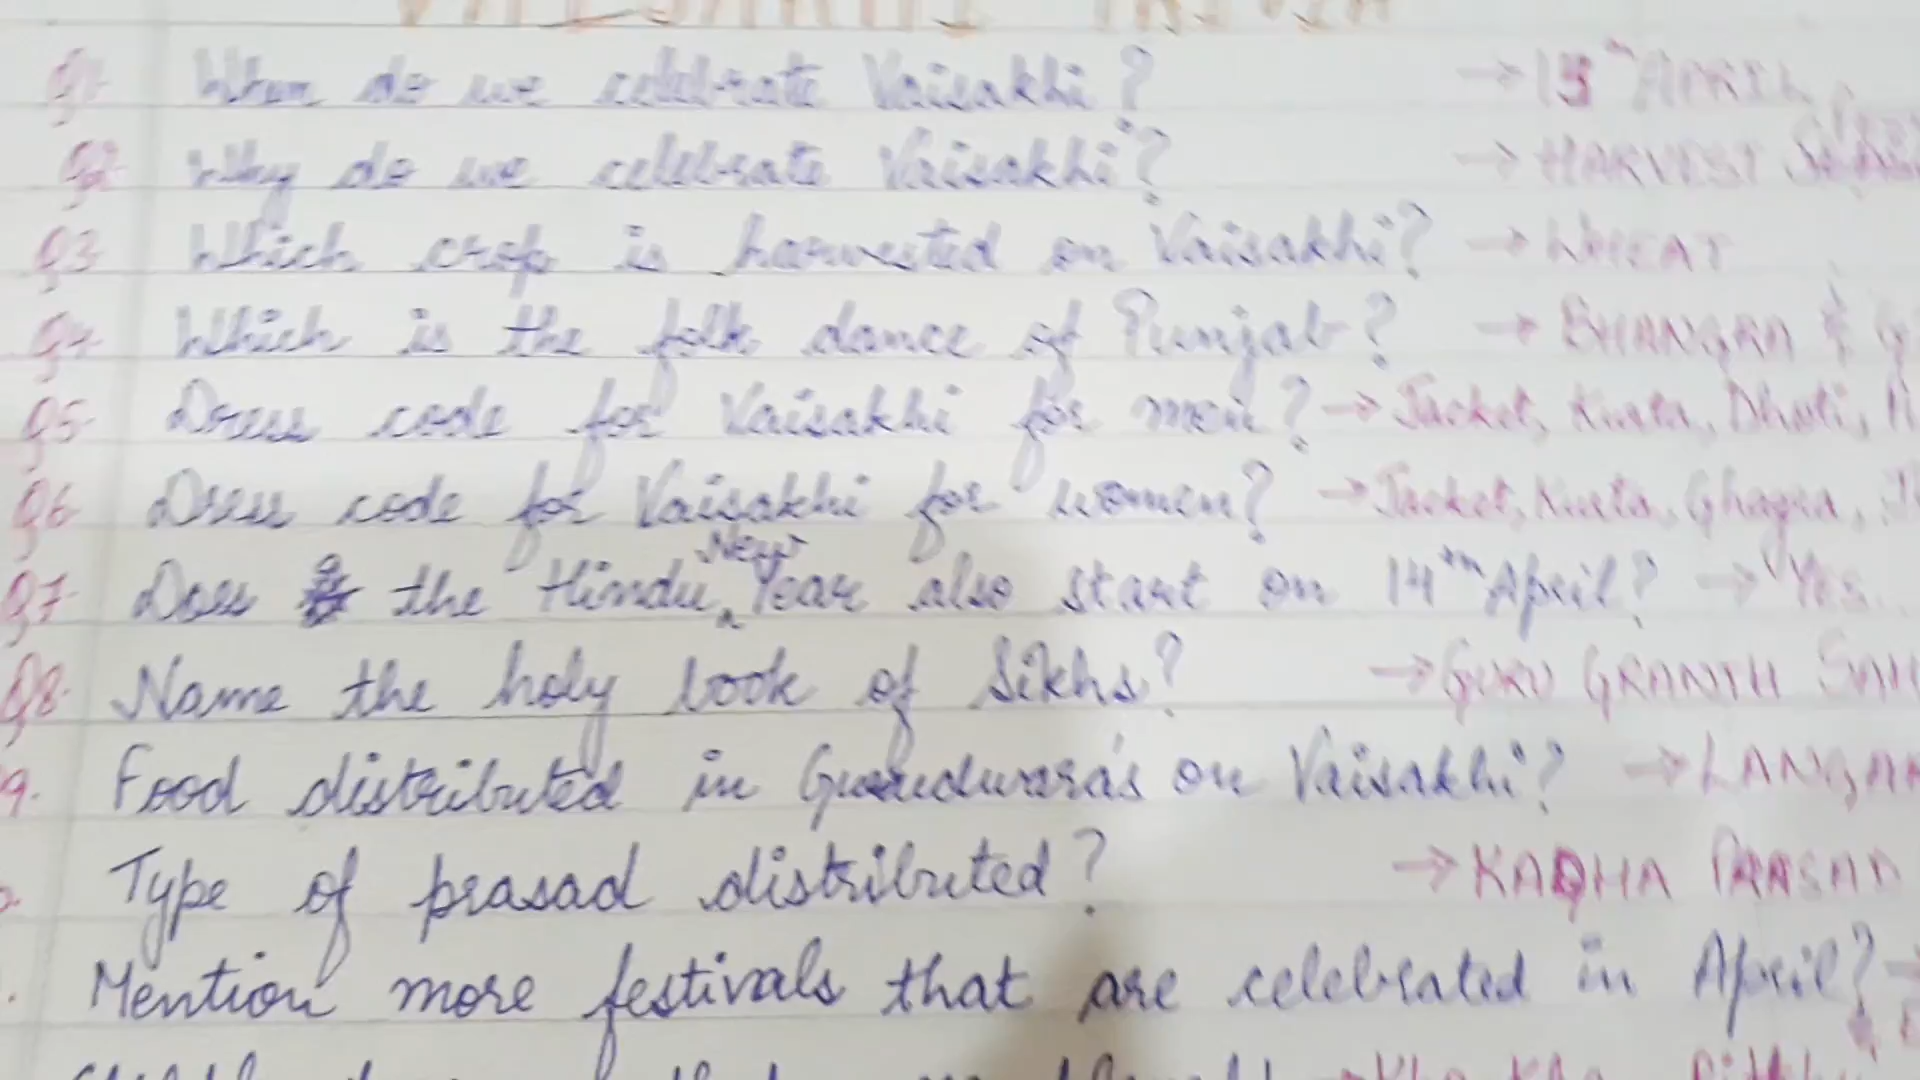 VAISAKHI TRIVIA
Q1 When do we celebrate Vaisakhi? → 13th APRIL
Q2 Why do we celebrate Vaisakhi? → HARVEST
Q3 Which crop is harvested on Vaisakhi? → WHEAT
Q4 Which is the folk dance of Punjab? → BHANGRA &
Q5 Dress code for Vaisakhi for men? → Jacket, Kurta, Dhoti,
Q6 Dress code for Vaisakhi for women? → Jacket, Kurta, Ghagra,
Q7 Does the Hindu New Year also start on 14th April? → Yes.
Q8 Name the holy book of Sikhs? → GURU GRANTH SAH
9. Food distributed in Gurudwara's on Vaisakhi? → LANGAR
Type of prasad distributed? → KADHA PRASAD
Mention more festivals that are celebrated in April? →